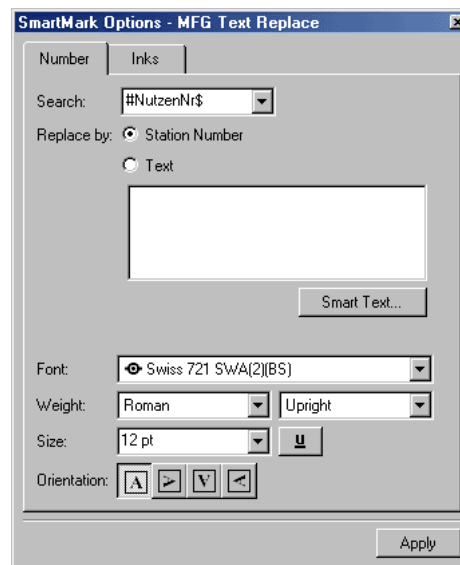 SmartMark Options - MFG Text Replace
Number Inks
Search: #NutzenNr$
Replace by: Station Number
Text
Smart Text...
Font: Swiss 721 SWA(2)(BS)
Weight: Roman Upright
Size: 12 pt u
Orientation: A A A A
Apply